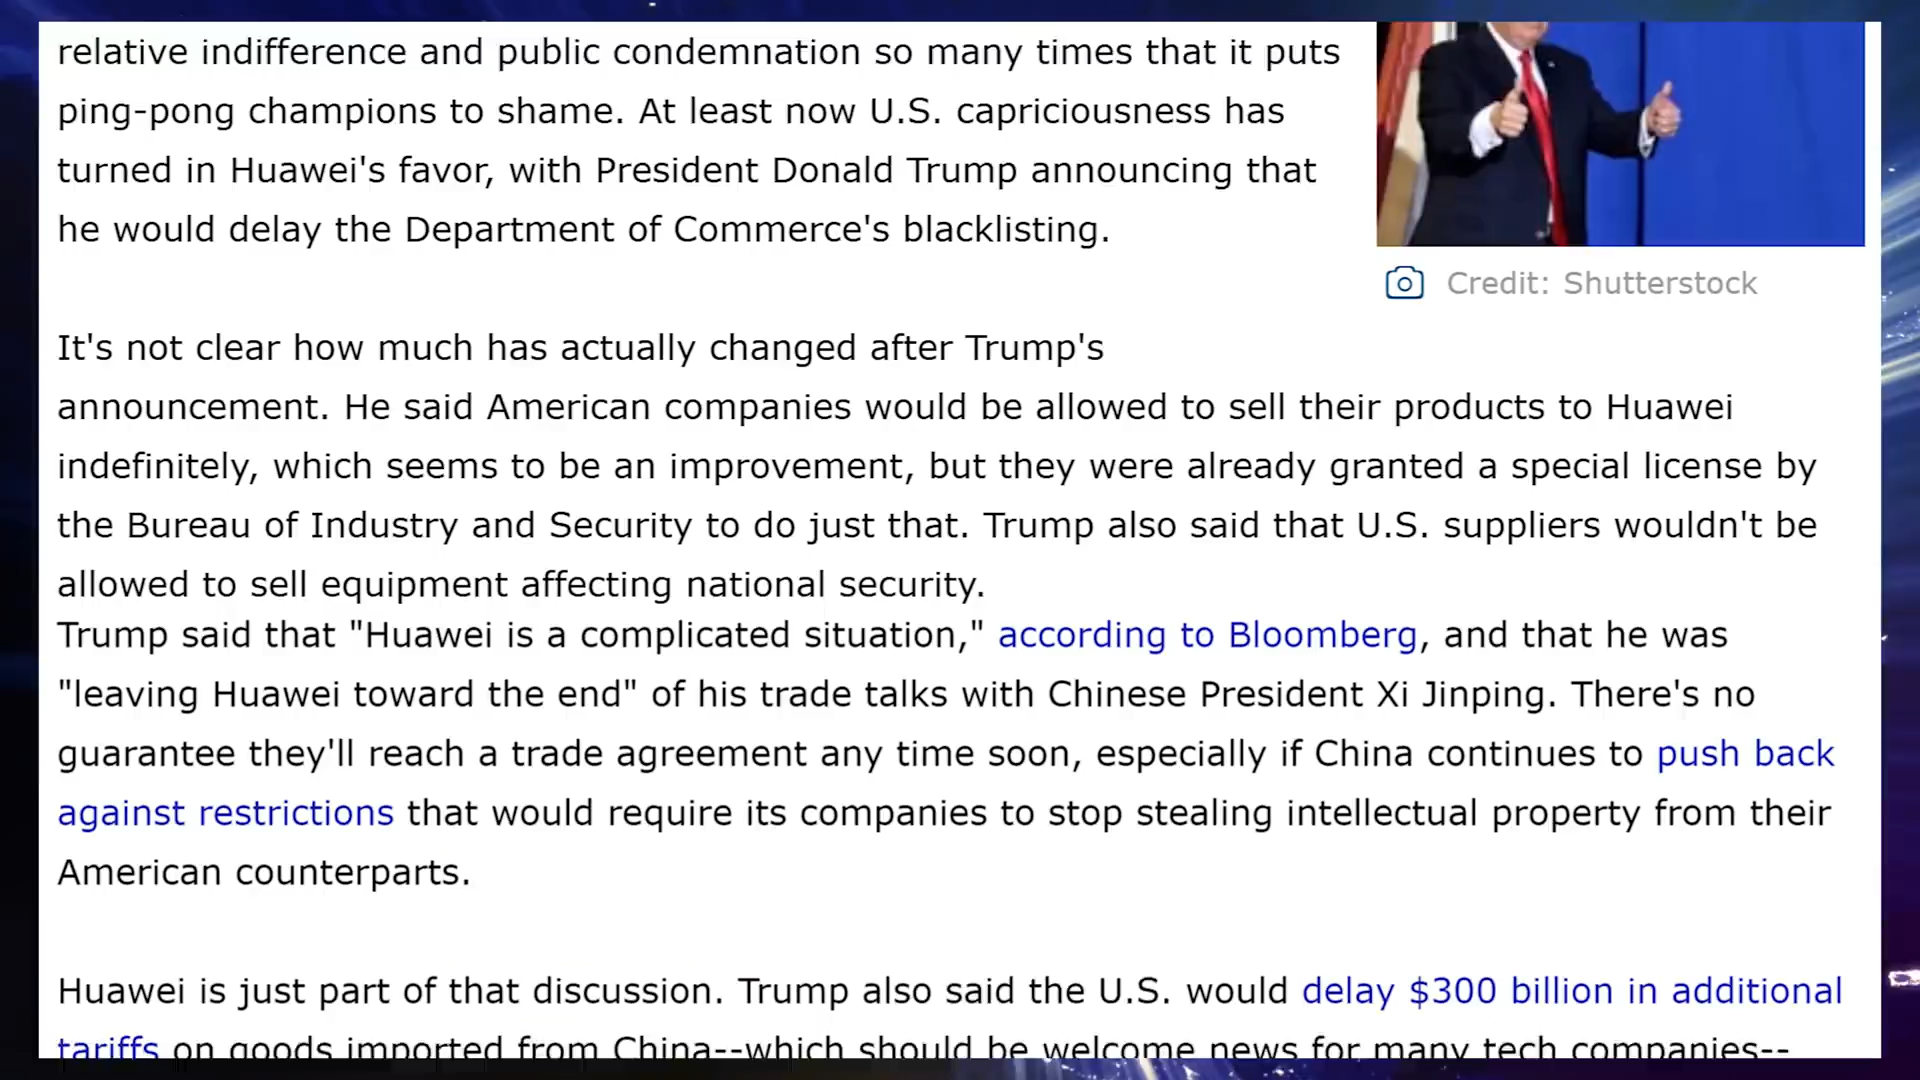 relative indifference and public condemnation so many times that it puts
ping-pong champions to shame. At least now U.S. capriciousness has
turned in Huawei's favor, with President Donald Trump announcing that
he would delay the Department of Commerce's blacklisting.
Credit: Shutterstock
It's not clear how much has actually changed after Trump's
announcement. He said American companies would be allowed to sell their products to Huawei
indefinitely, which seems to be an improvement, but they were already granted a special license by
the Bureau of Industry and Security to do just that. Trump also said that U.S. suppliers wouldn't be
allowed to sell equipment affecting national security.
Trump said that "Huawei is a complicated situation," according to Bloomberg, and that he was
"leaving Huawei toward the end" of his trade talks with Chinese President Xi Jinping. There's no
guarantee they'll reach a trade agreement any time soon, especially if China continues to push back
against restrictions that would require its companies to stop stealing intellectual property from their
American counterparts.
Huawei is just part of that discussion. Trump also said the U.S. would delay $300 billion in additional
tariffs on goods imported from China--which should be welcome news for many tech companies--